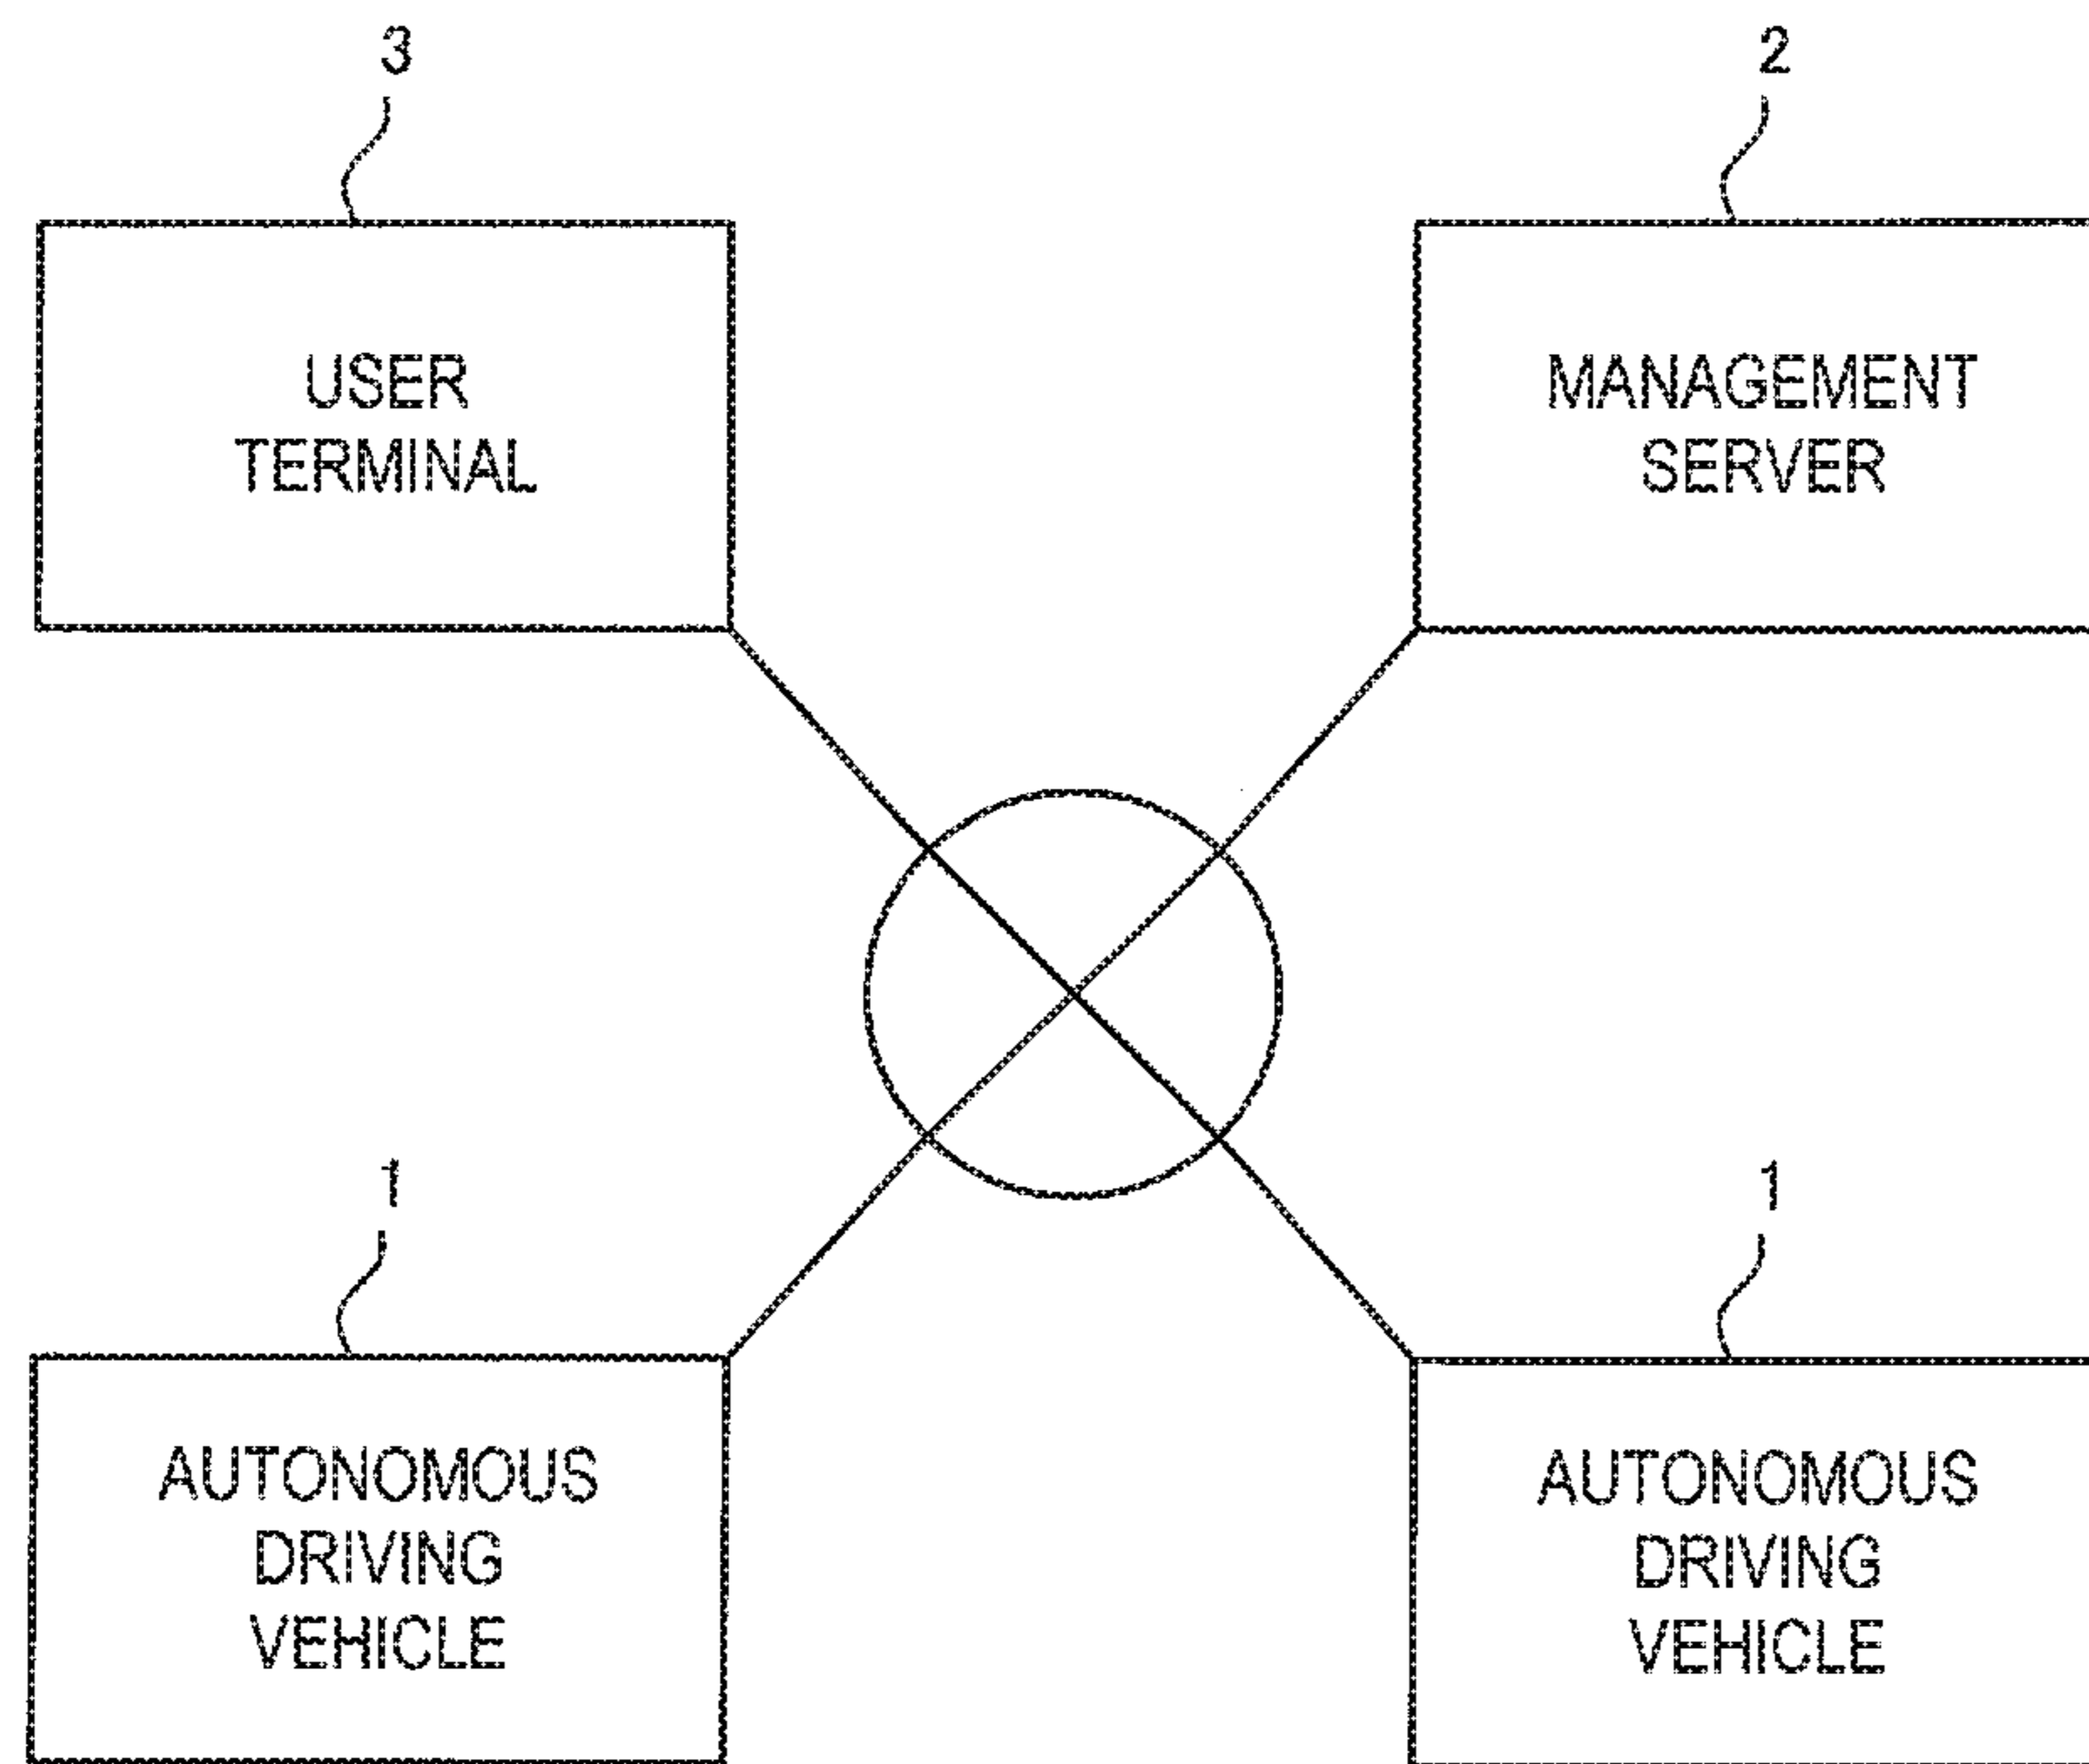 3
2
USER
TERMINAL
MANAGEMENT
SERVER
1
1
AUTONOMOUS
DRIVING
VEHICLE
AUTONOMOUS
DRIVING
VEHICLE